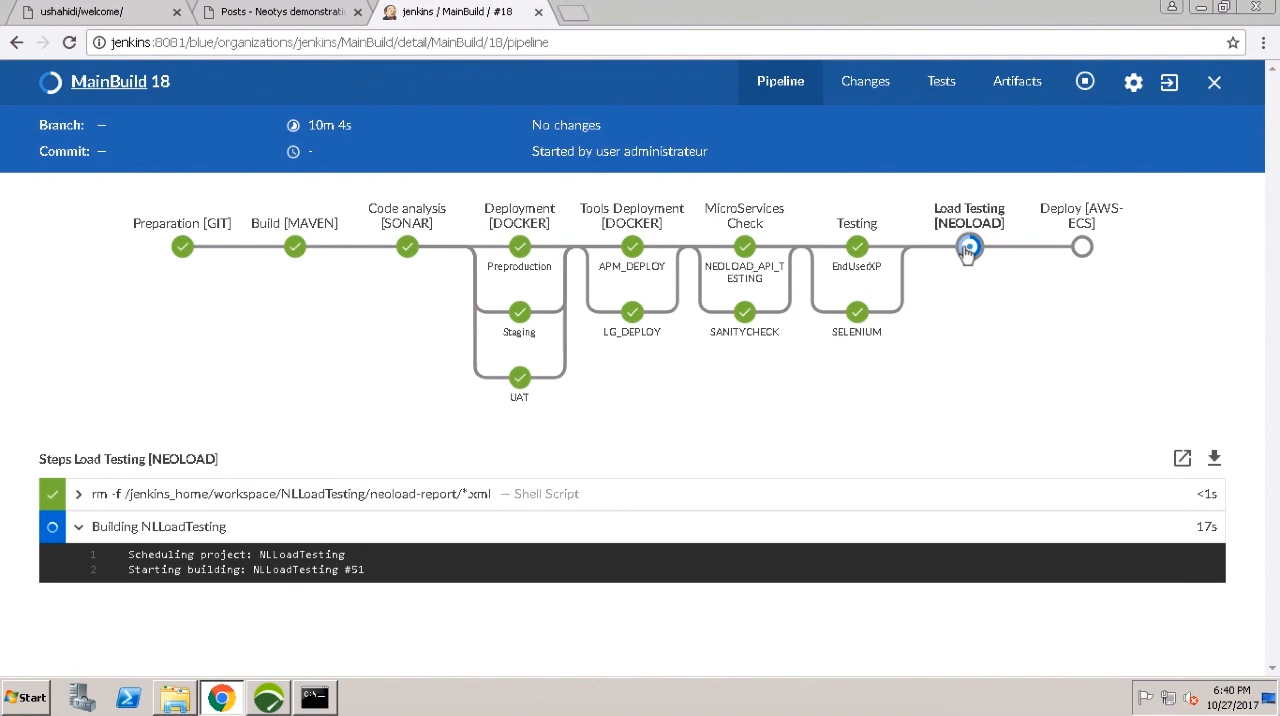 ushahidi/welcome/
Posts - Neotys demonstrati
jenkins / MainBuild / #18
jenkins:8081/blue/organizations/jenkins/MainBuild/detail/MainBuild/18/pipeline
MainBuild 18
Pipeline
Changes
Tests
Artifacts
Branch: —
10m 4s
No changes
Commit: —
-
Started by user administrateur
Preparation [GIT]
Build [MAVEN]
Code analysis
[SONAR]
Deployment
[DOCKER]
Tools Deployment
[DOCKER]
MicroServices
Check
Testing
Load Testing
[NEOLOAD]
Deploy [AWS-
ECS]
Preproduction
APM_DEPLOY
NEOLOAD_API_T
ESTING
EndUserXP
Staging
LG_DEPLOY
SANITYCHECK
SELENIUM
UAT
Steps Load Testing [NEOLOAD]
rm -f /jenkins_home/workspace/NLLoadTesting/neoload-report/*.xml — Shell Script
<1s
Building NLLoadTesting
17s
1 Scheduling project: NLLoadTesting
2 Starting building: NLLoadTesting #51
Start
6:40 PM
10/27/2017